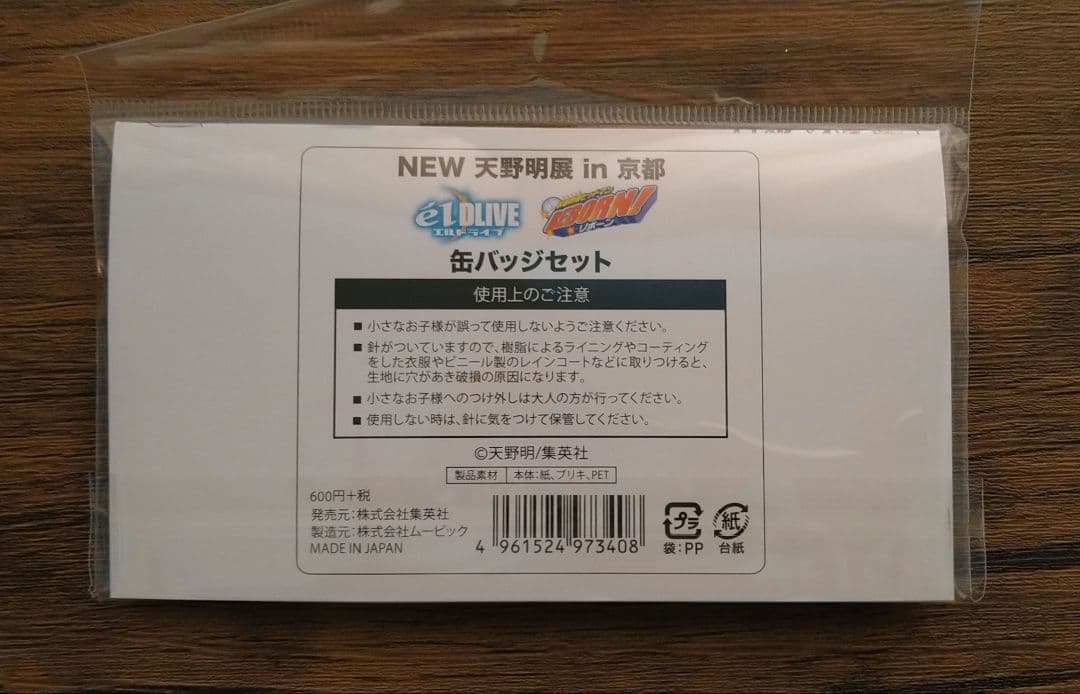 NEW 天野明展 in 京都
élDLIVE
エルドライブ
REBORN!
リボーン
缶バッジセット
使用上のご注意
■ 小さなお子様が誤って使用しないようご注意ください。
■ 針がついていますので、樹脂によるライニングやコーティング
をした衣服やビニール製のレインコートなどに取りつけると、
生地に穴があき破損の原因になります。
■ 小さなお子様へのつけ外しは大人の方が行ってください。
■ 使用しない時は、針に気をつけて保管してください。
©天野明/集英社
製品素材 本体:紙、ブリキ、PET
600円+税
発売元:株式会社集英社
製造元:株式会社ムービック
MADE IN JAPAN
4 961524 973408
プラ
袋:PP
紙
台紙